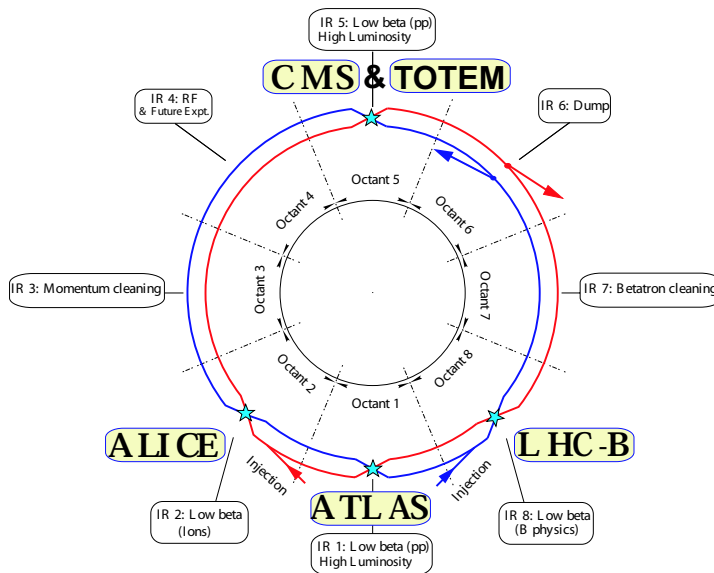 IR 5: Low beta (pp)
High Luminosity
CMS & TOTEM
IR 4: RF
& Future Expt.
IR 6: Dump
Octant 5
Octant 4
Octant 6
Octant 3
Octant 7
IR 3: Momentum cleaning
IR 7: Betatron cleaning
Octant 2
Octant 8
Octant 1
ALICE
LHC-B
Injection
Injection
ATLAS
IR 2: Low beta
(Ions)
IR 8: Low beta
(B physics)
IR 1: Low beta (pp)
High Luminosity